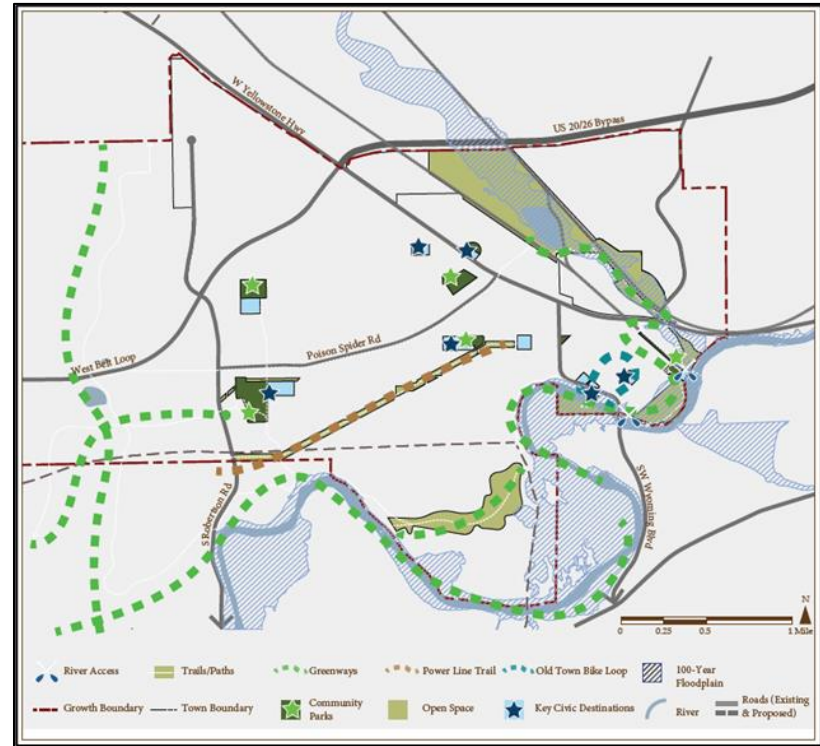 W Yellowstone Hwy
US 20/26 Bypass
Poison Spider Rd
West Belt Loop
S Robertson Rd
SW Wyoming Blvd
N
0 0.25 0.5 1 Mile
River Access Trails/Paths Greenways Power Line Trail Old Town Bike Loop 100-Year
Floodplain
Growth Boundary Town Boundary Community
Parks Open Space Key Civic Destinations River Roads (Existing
& Proposed)